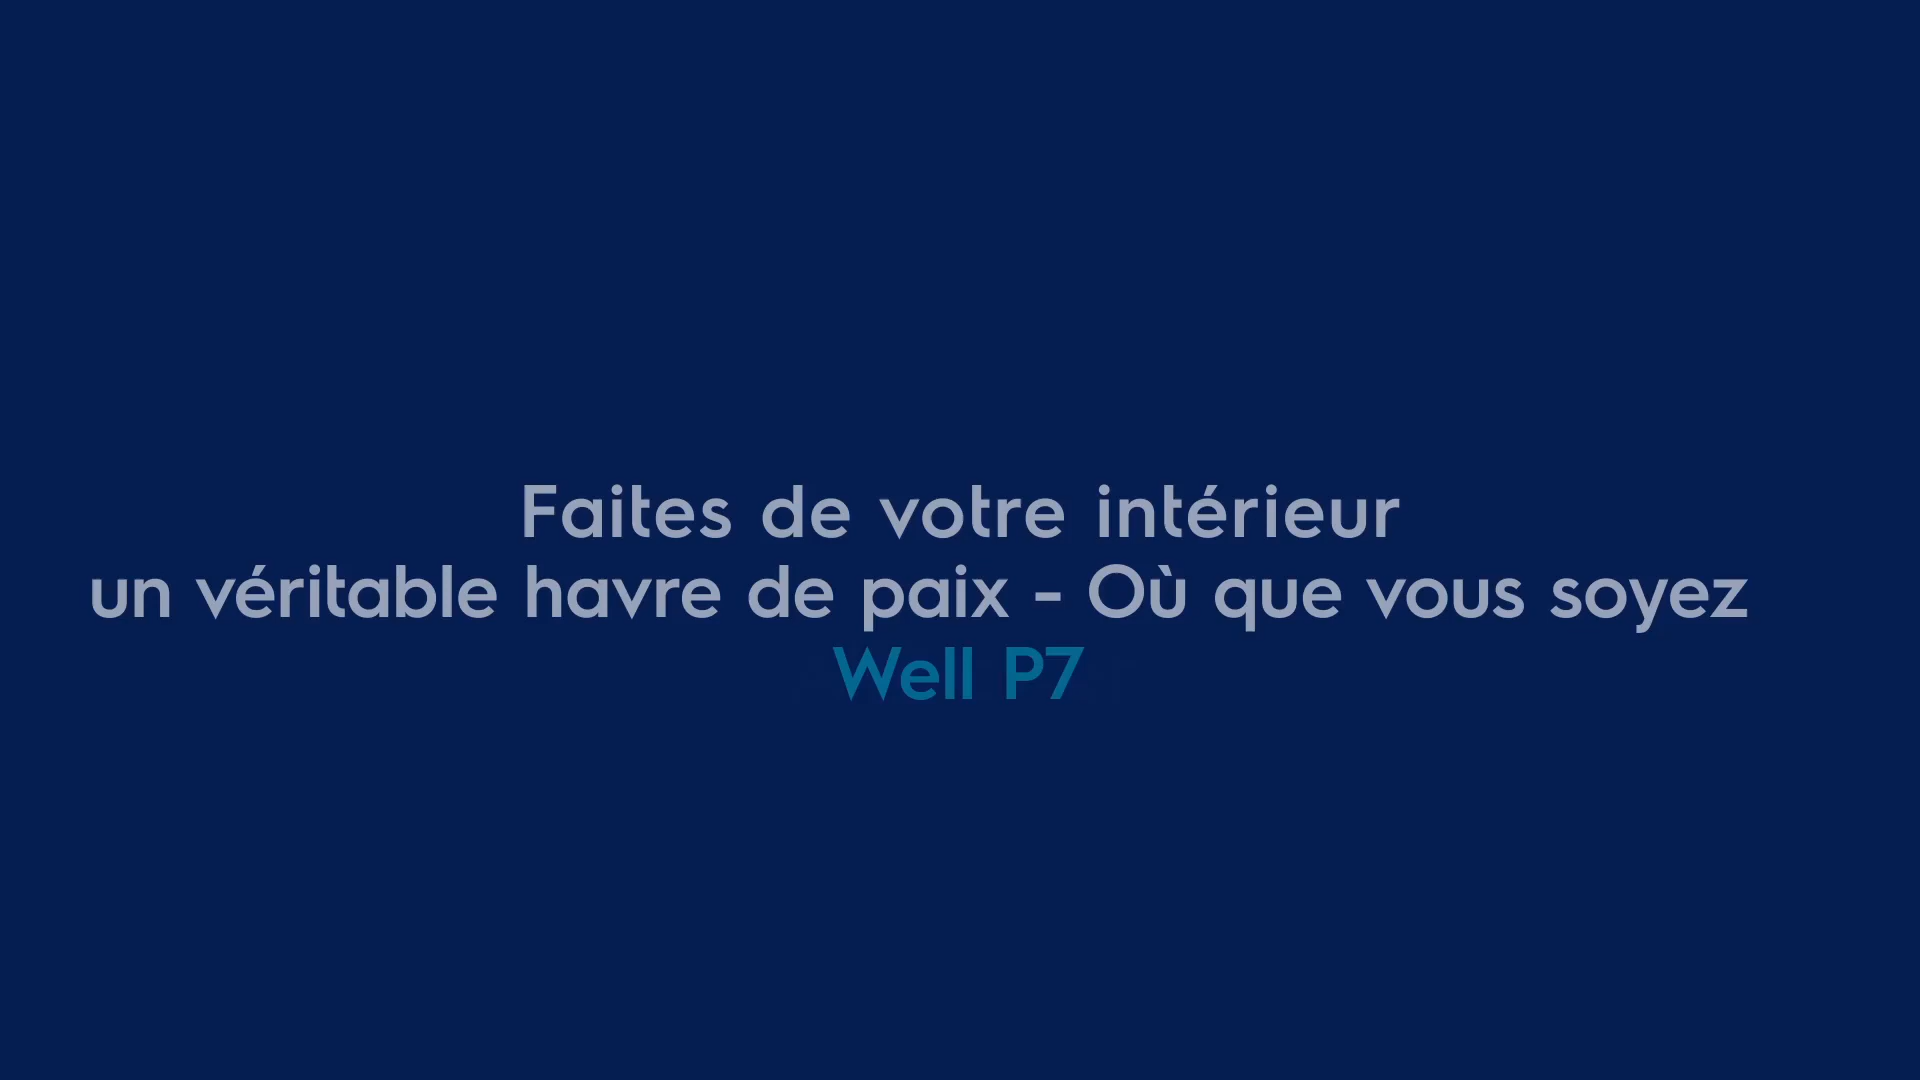 Faites de votre intérieur
un véritable havre de paix - Où que vous soyez
Well P7